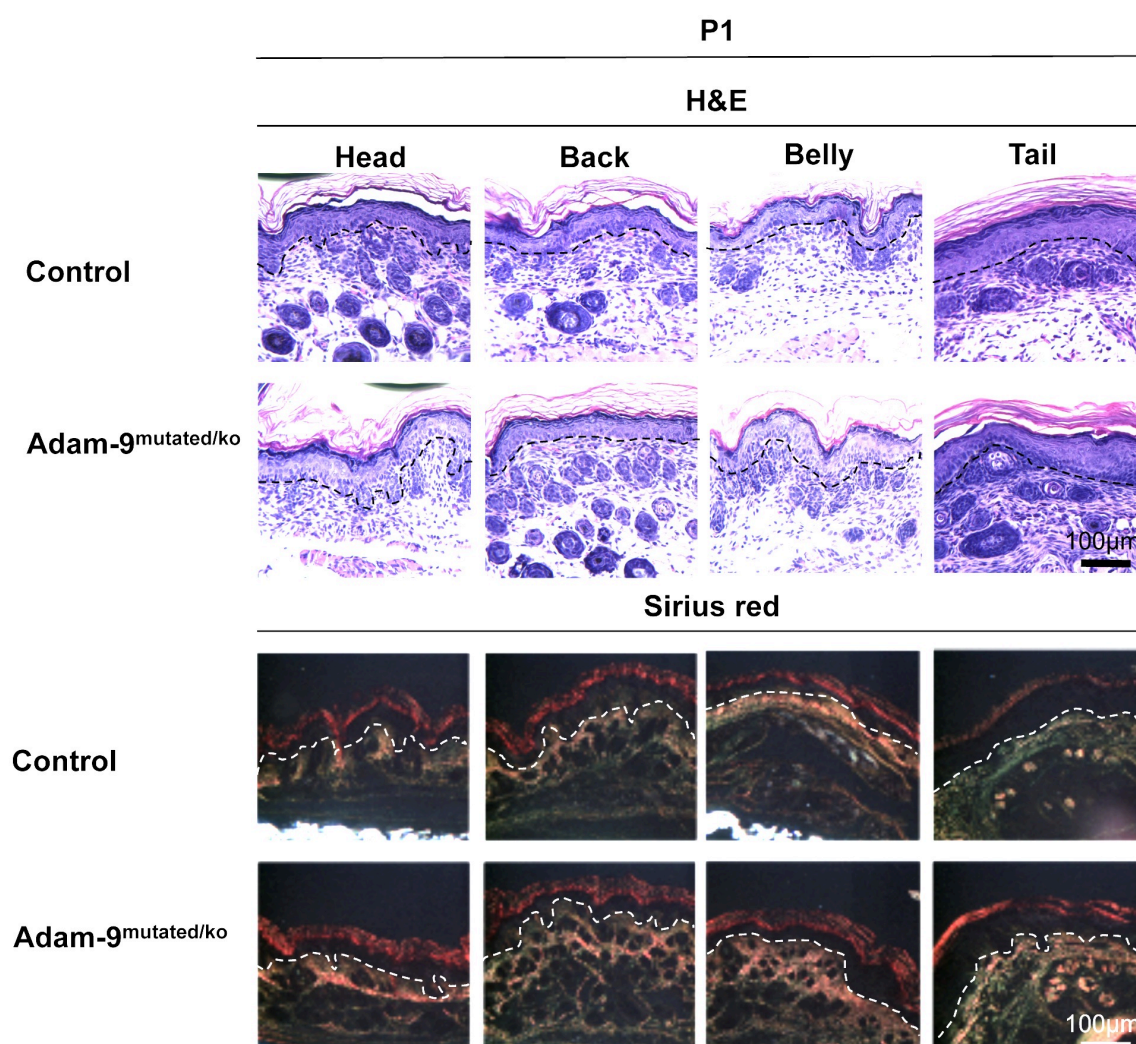 P1
H&E
Head Back Belly Tail
Control
Adam-9mutated/ko
100μm
Sirius red
Control
Adam-9mutated/ko
100μm